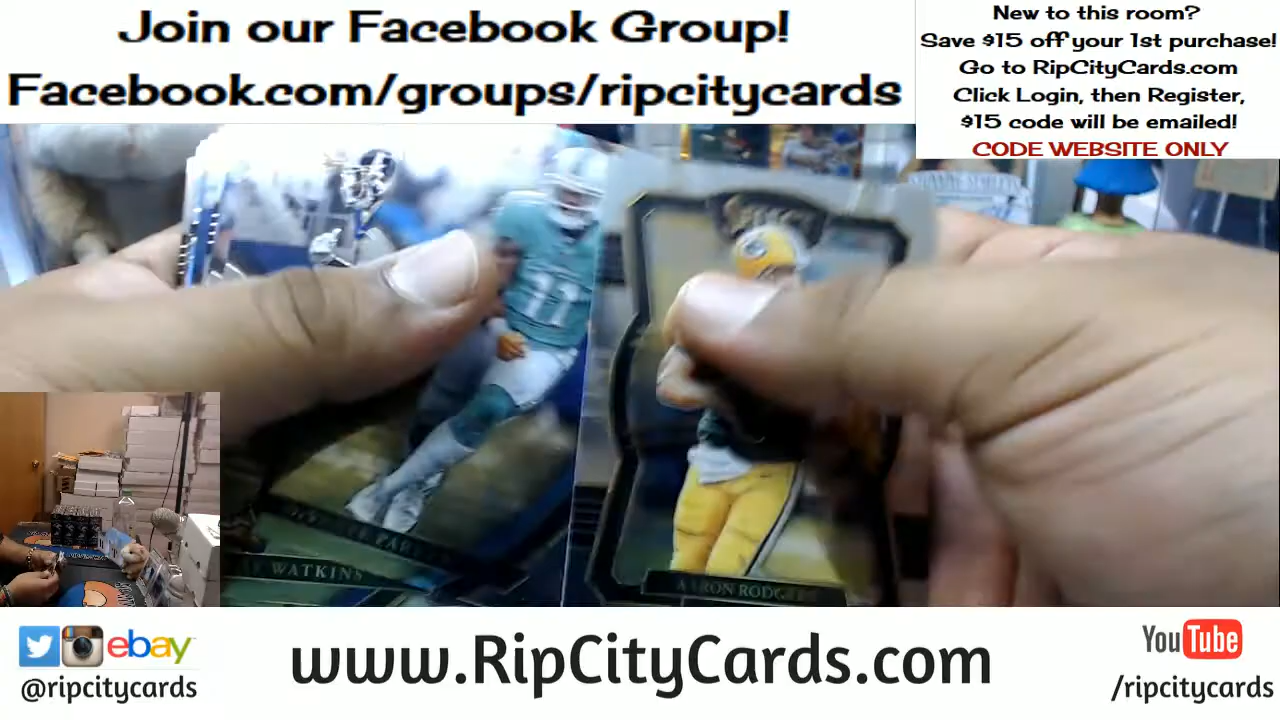 Join our Facebook Group!
Facebook.com/groups/ripcitycards
New to this room?
Save $15 off your 1st purchase!
Go to RipCityCards.com
Click Login, then Register,
$15 code will be emailed!
CODE WEBSITE ONLY
SELECT
11
WATKINS
AARON RODGERS
ebay
@ripcitycards
www.RipCityCards.com
YouTube
/ripcitycards